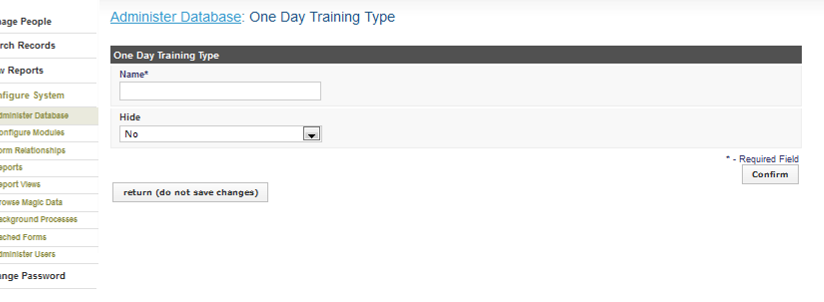 Administer Database: One Day Training Type
age People
rch Records
Reports
figure System
dminister Database
onfigure Modules
orm Relationships
eports
eport Views
rowse Magic Data
ackground Processes
ched Forms
dminister Users
nge Password
One Day Training Type
Name*
Hide
No
* - Required Field
Confirm
return (do not save changes)